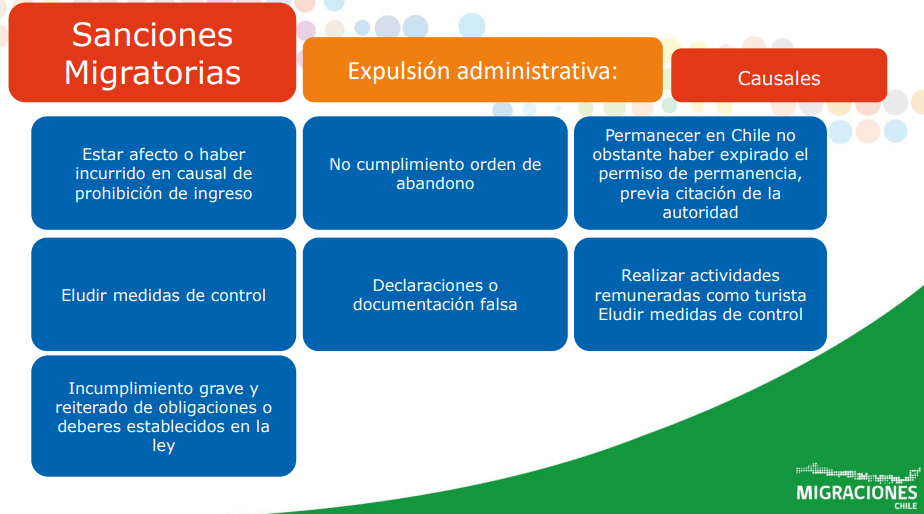 Sanciones
Migratorias
Expulsión administrativa:
Causales
Estar afecto o haber
incurrido en causal de
prohibición de ingreso
No cumplimiento orden de
abandono
Permanecer en Chile no
obstante haber expirado el
permiso de permanencia,
previa citación de la
autoridad
Eludir medidas de control
Declaraciones o
documentación falsa
Realizar actividades
remuneradas como turista
Eludir medidas de control
Incumplimiento grave y
reiterado de obligaciones o
deberes establecidos en la
ley
MIGRACIONES
CHILE